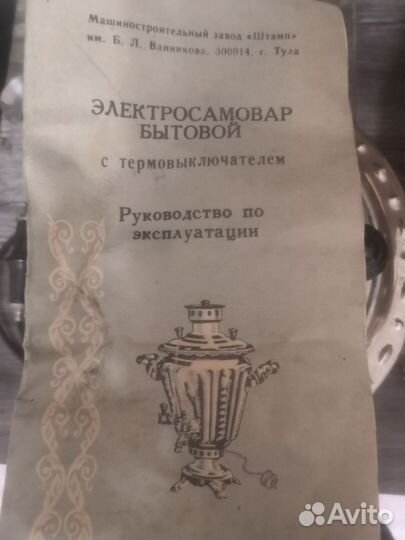 Машиностроительный завод «Штамп»
им. Б. Л. Ванникова. 300014, г. Тула
ЭЛЕКТРОСАМОВАР
БЫТОВОЙ
с термовыключателем
Руководство по
эксплуатации
Avito